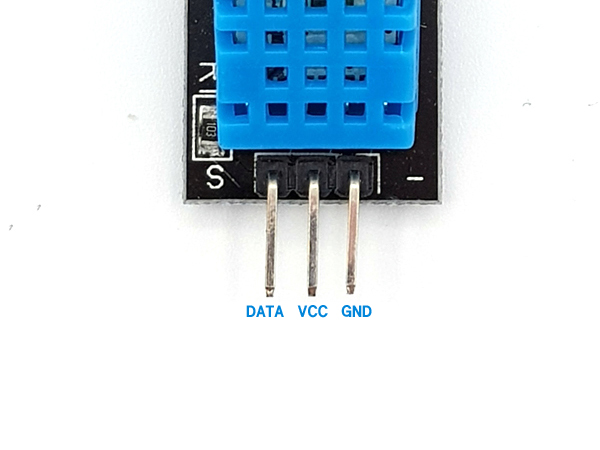 R
103
S -
DATA VCC GND